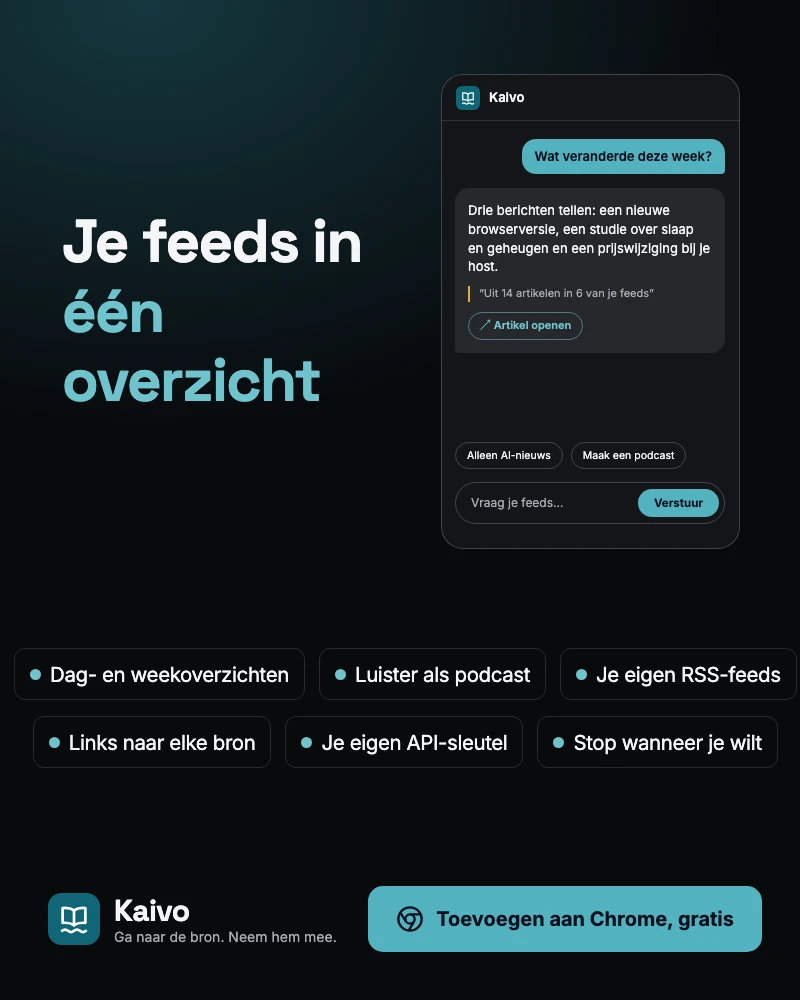 Kaivo
Wat veranderde deze week?
Je feeds in
één
overzicht
Drie berichten tellen: een nieuwe
browserversie, een studie over slaap
en geheugen en een prijswijziging bij je
host.
"Uit 14 artikelen in 6 van je feeds"
↗ Artikel openen
Alleen AI-nieuws
Maak een podcast
Vraag je feeds...
Verstuur
Dag- en weekoverzichten
Luister als podcast
Je eigen RSS-feeds
Links naar elke bron
Je eigen API-sleutel
Stop wanneer je wilt
Kaivo
Ga naar de bron. Neem hem mee.
Toevoegen aan Chrome, gratis